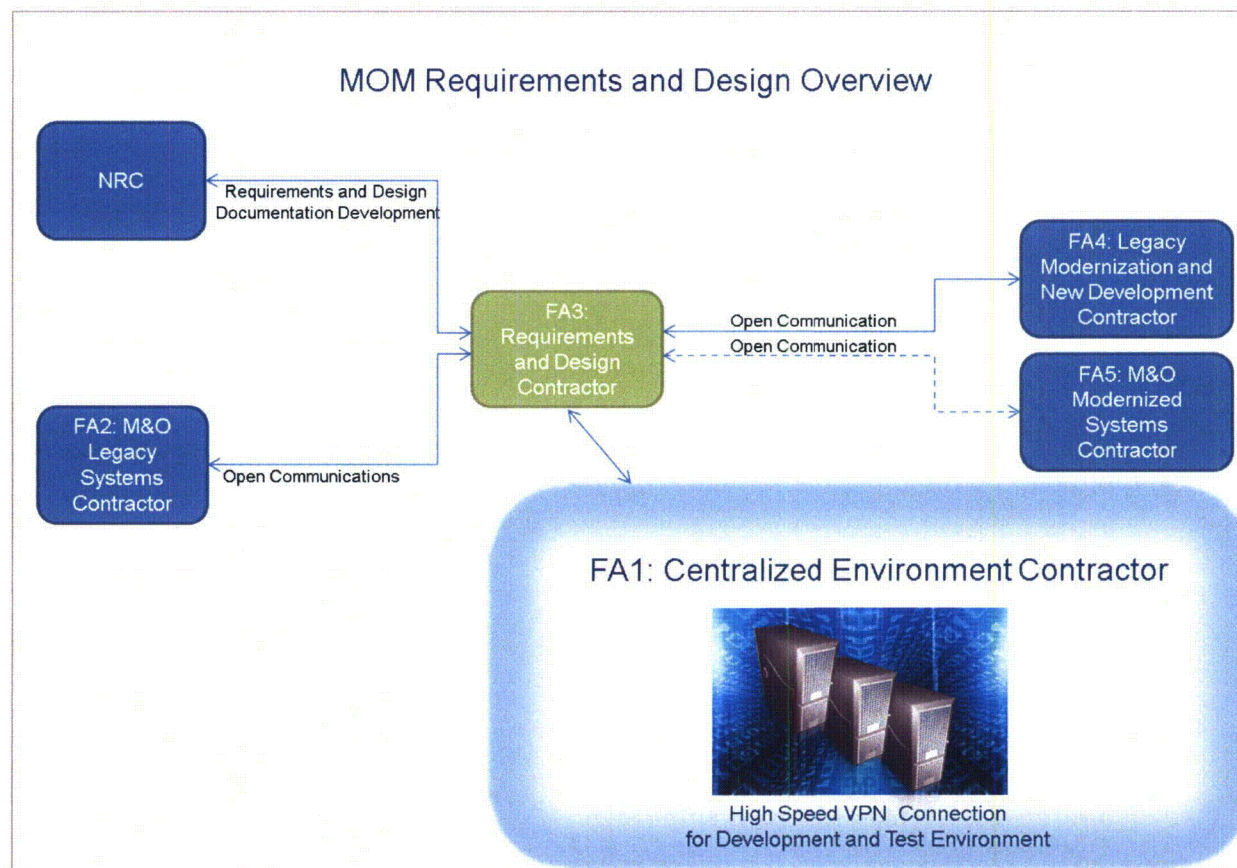 MOM Requirements and Design Overview
NRC
Requirements and Design
Documentation Development
FA4: Legacy
Modernization and
New Development
Contractor
FA3:
Requirements
and Design
Contractor
Open Communication
Open Communication
FA5: M&O
Modernized
Systems
Contractor
FA2: M&O
Legacy
Systems
Contractor
Open Communications
FA1: Centralized Environment Contractor
High Speed VPN Connection
for Development and Test Environment